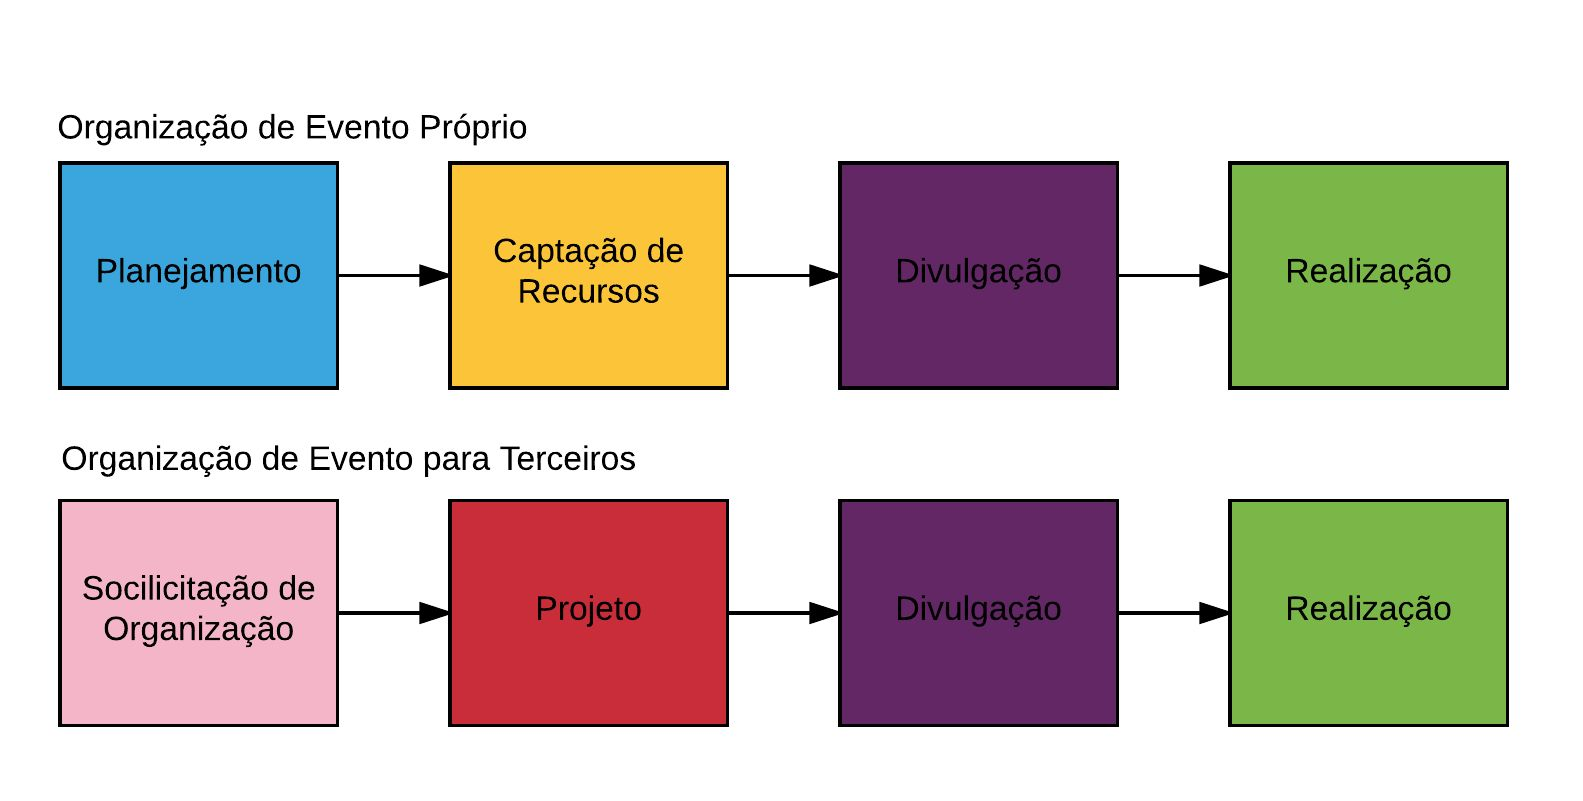 Organização de Evento Próprio
Planejamento
Captação de
Recursos
Divulgação
Realização
Organização de Evento para Terceiros
Socilicitação de
Organização
Projeto
Divulgação
Realização